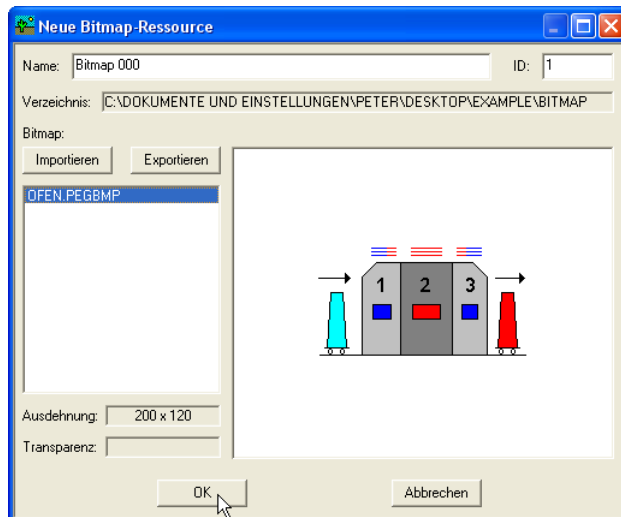 Neue Bitmap-Ressource
Name: Bitmap 000 ID: 1
Verzeichnis: C:\DOKUMENTE UND EINSTELLUNGEN\PETER\DESKTOP\EXAMPLE\BITMAP
Bitmap:
Importieren Exportieren
OFEN.PEGBMP
1 2 3
Ausdehnung: 200 x 120
Transparenz:
OK Abbrechen